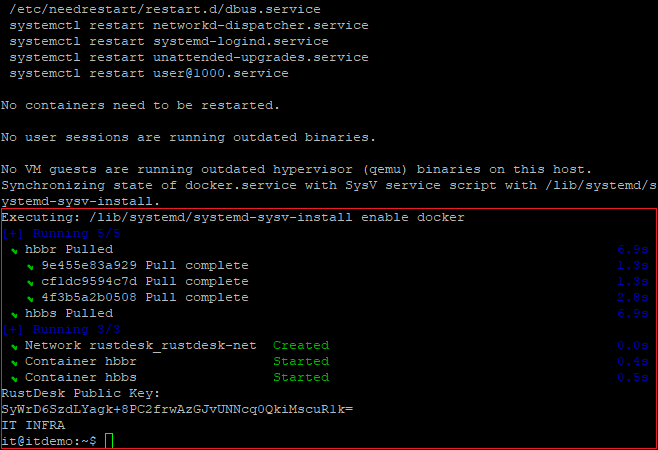 /etc/needrestart/restart.d/dbus.service
systemctl restart networkd-dispatcher.service
systemctl restart systemd-logind.service
systemctl restart unattended-upgrades.service
systemctl restart user@1000.service
No containers need to be restarted.
No user sessions are running outdated binaries.
No VM guests are running outdated hypervisor (qemu) binaries on this host.
Synchronizing state of docker.service with SysV service script with /lib/systemd/s
ystemd-sysv-install.
Executing: /lib/systemd/systemd-sysv-install enable docker
[+] Running 5/5
✔ hbbr Pulled 6.9s
✔ 9e455e83a929 Pull complete 1.3s
✔ cf1dc9594c7d Pull complete 1.3s
✔ 4f3b5a2b0508 Pull complete 2.8s
✔ hbbs Pulled 6.9s
[+] Running 3/3
✔ Network rustdesk_rustdesk-net Created 0.0s
✔ Container hbbr Started 0.4s
✔ Container hbbs Started 0.5s
RustDesk Public Key:
SyWrD6SzdLYagk+8PC2frwAzGJvUNNcq0QkiMscuR1k=
IT INFRA
it@itdemo:~$